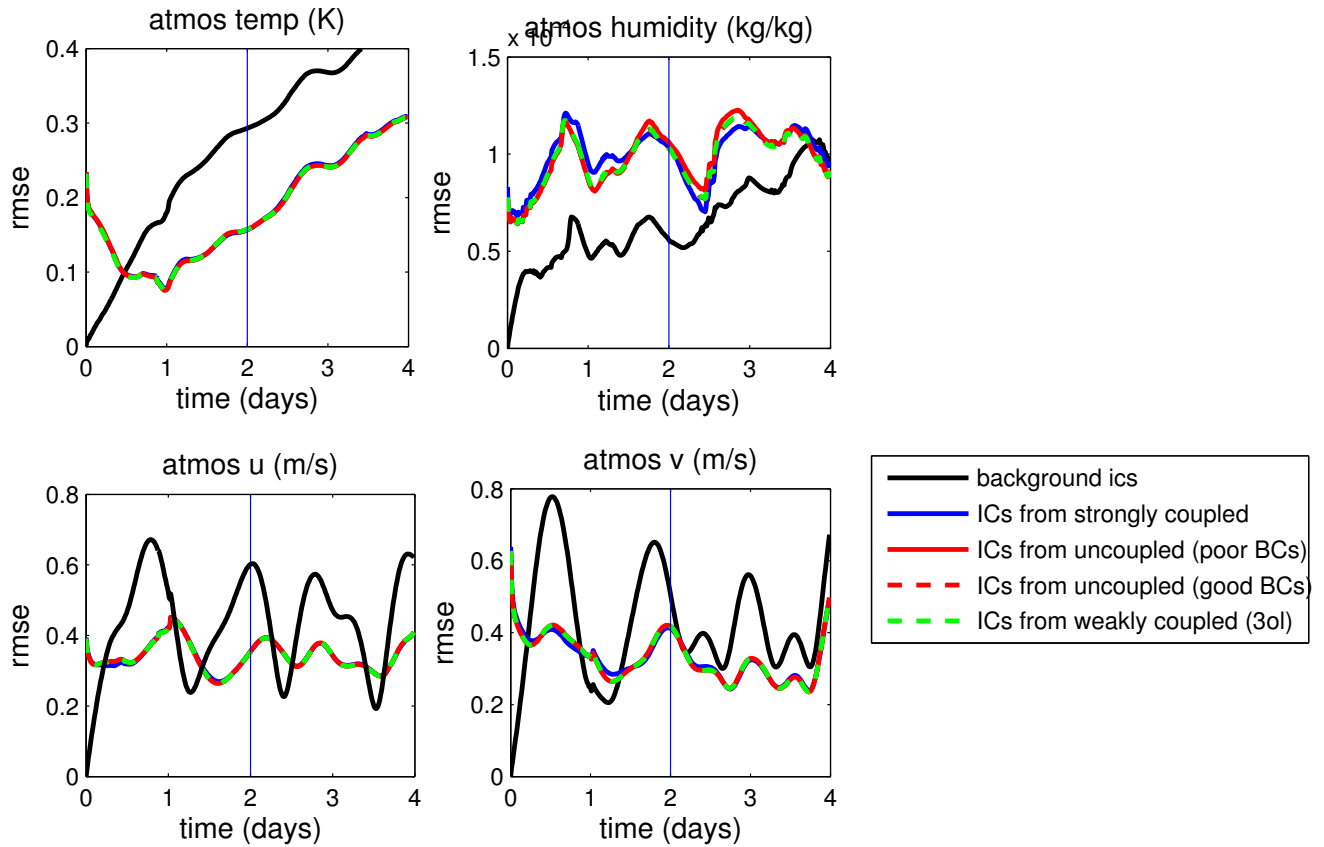 atmos temp (K)
0.4
0.3
0.2
0.1
0
rmse
0 1 2 3 4
time (days)
x 10⁻⁴
atmos humidity (kg/kg)
1.5
1
0.5
0
rmse
0 1 2 3 4
time (days)
atmos u (m/s)
0.8
0.6
0.4
0.2
0
rmse
0 1 2 3 4
time (days)
atmos v (m/s)
0.8
0.6
0.4
0.2
0
rmse
0 1 2 3 4
time (days)
background ics
ICs from strongly coupled
ICs from uncoupled (poor BCs)
ICs from uncoupled (good BCs)
ICs from weakly coupled (3ol)